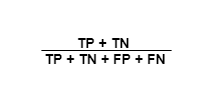 TP + TN
TP + TN + FP + FN